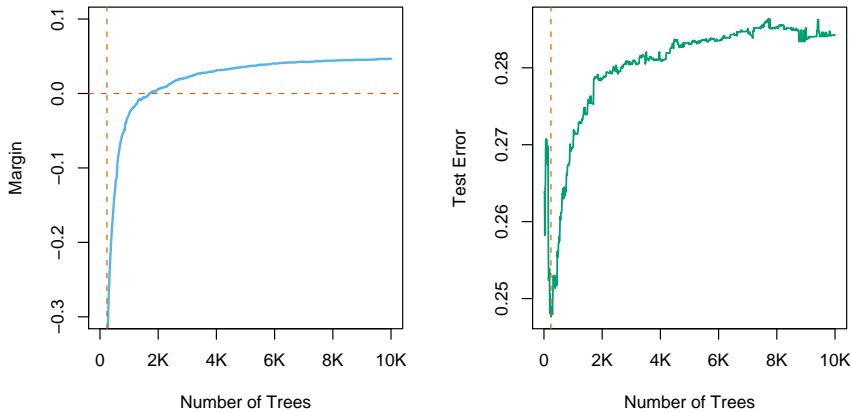 0.1
0.0
−0.1
−0.2
−0.3
Margin
0 2K 4K 6K 8K 10K
Number of Trees
0.28
0.27
0.26
0.25
Test Error
0 2K 4K 6K 8K 10K
Number of Trees